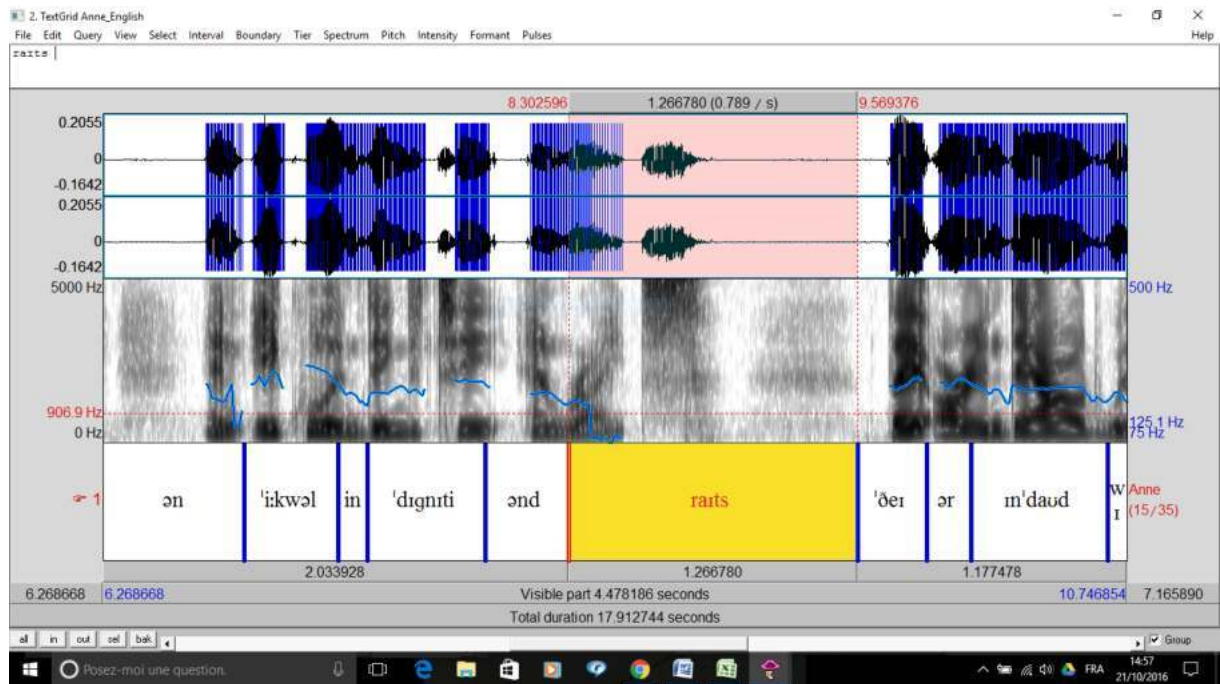 2. TextGrid Anne_English
File Edit Query View Select Interval Boundary Tier Spectrum Pitch Intensity Formant Pulses Help
raɪts
8.302596 1.266780 (0.789 / s) 9.569376
0.2055
0
-0.1642
0.2055
0
-0.1642
5000 Hz 500 Hz
906.9 Hz 125.1 Hz
0 Hz 75 Hz
☞ 1 ən ˈiːkwəl in ˈdɪgnɪti ənd raɪts ˈðeɪ ər ɪnˈdaʊd wɪ Anne (15/35)
2.033928 1.266780 1.177478
6.268668 6.268668 Visible part 4.478186 seconds 10.746854 7.165890
Total duration 17.912744 seconds
all in out sel bak Group
Posez-moi une question. FRA 14:57
21/10/2016